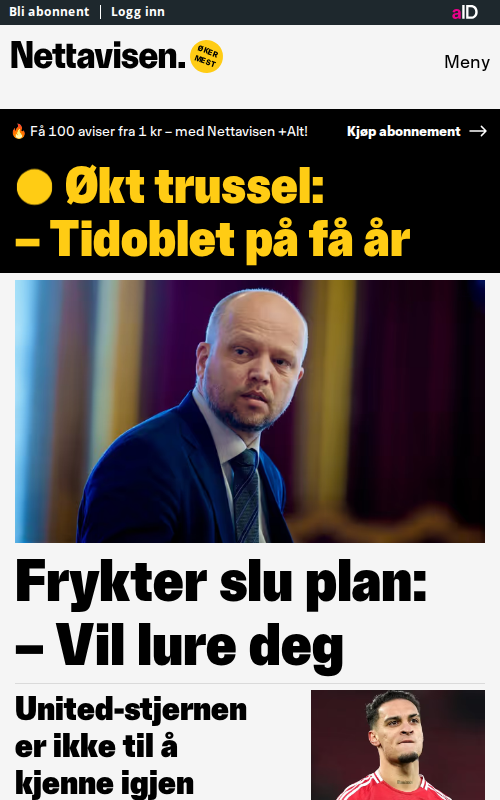 Bli abonnent
Logg inn
aID
Nettavisen.
ØKER
MEST
Meny
🔥 Få 100 aviser fra 1 kr – med Nettavisen +Alt!
Kjøp abonnement →
Økt trussel:
– Tidoblet på få år
Frykter slu plan:
– Vil lure deg
United-stjernen
er ikke til å
kjenne igjen